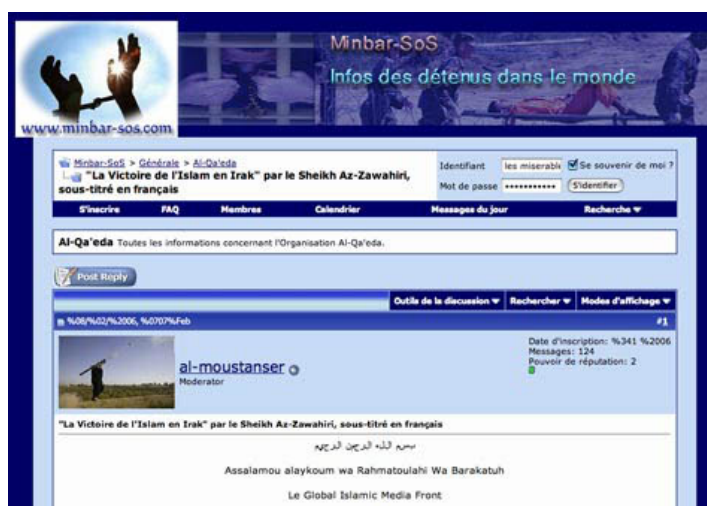 Minbar-SoS
Infos des détenus dans le monde
www.minbar-sos.com
Minbar-SoS > Générale > Al-Qa'eda
"La Victoire de l'Islam en Irak" par le Sheikh Az-Zawahiri,
sous-titré en français
Identifiant les miserabl Se souvenir de moi ?
Mot de passe S'identifier
S'inscrire FAQ Membres Calendrier Messages du jour Recherche
Al-Qa'eda Toutes les informations concernant l'Organisation Al-Qa'eda.
Post Reply
Outils de la discussion Rechercher Modes d'affichage
%08/%02/%2006, %0707%Feb #1
al-moustanser
Moderator
Date d'inscription: %341 %2006
Messages: 124
Pouvoir de réputation: 2
"La Victoire de l'Islam en Irak" par le Sheikh Az-Zawahiri, sous-titré en français
بسم الله الرحمن الرحيم
Assalamou alaykoum wa Rahmatoulahi Wa Barakatuh
Le Global Islamic Media Front